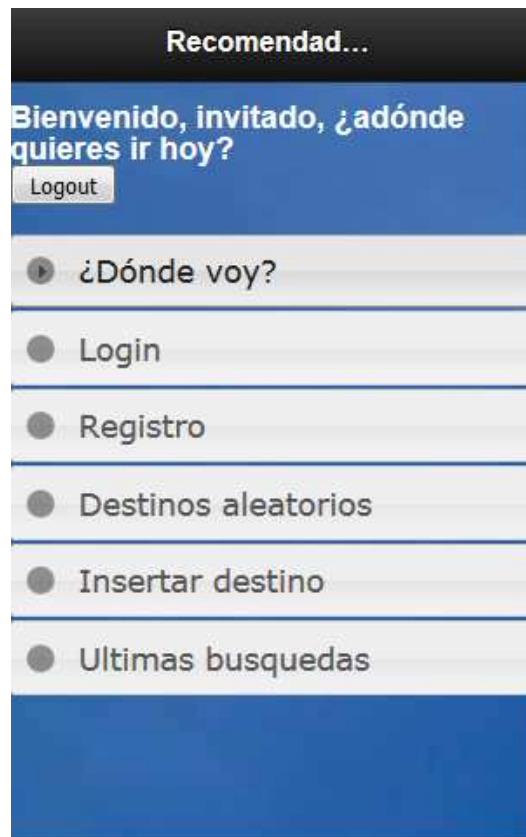 Recomendad…
Bienvenido, invitado, ¿adónde
quieres ir hoy?
Logout
¿Dónde voy?
Login
Registro
Destinos aleatorios
Insertar destino
Ultimas busquedas